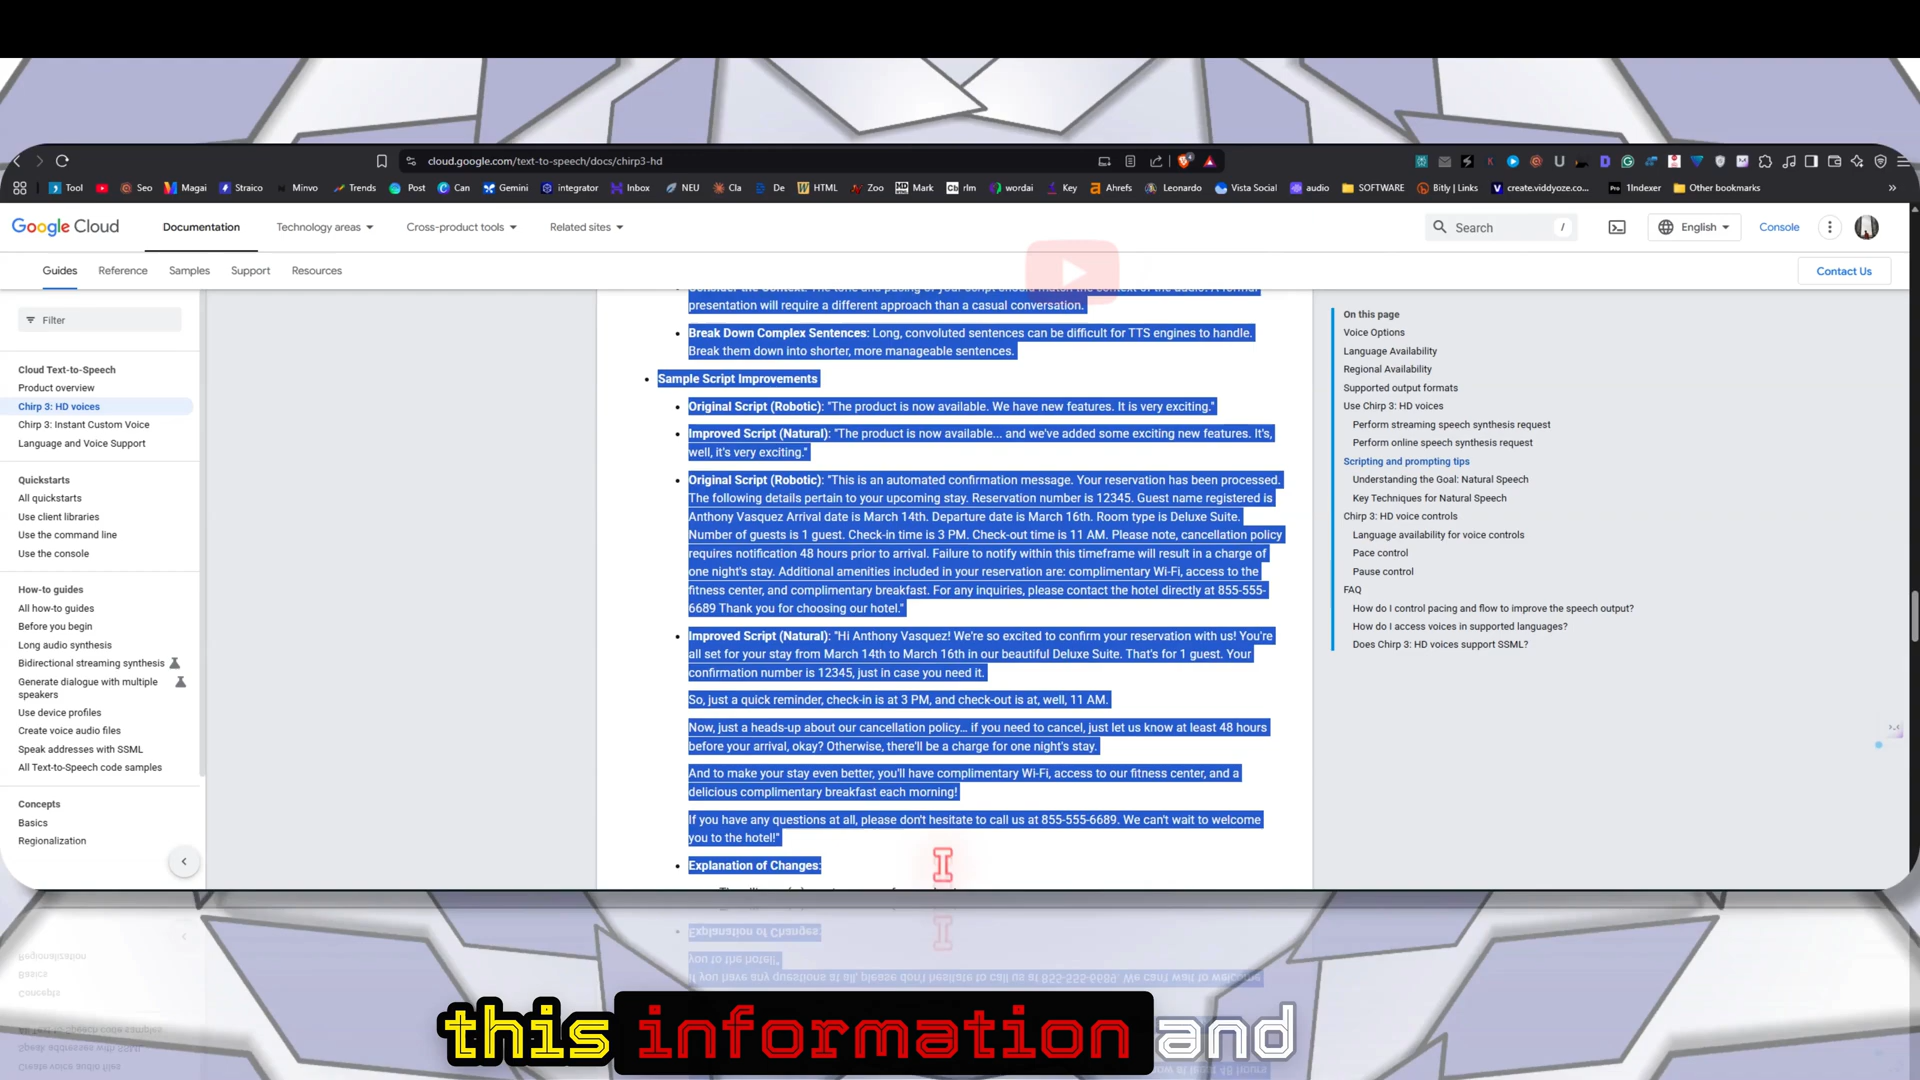 cloud.google.com/text-to-speech/docs/chirp3-hd
Tool Seo Magai Straico Minvo Trends Post Can Gemini integrator Inbox NEU Cla De HTML Zoo Mark rlm wordai Key Ahrefs Leonardo Vista Social audio SOFTWARE Bitly | Links create.viddyoze.co... 1Indexer Other bookmarks
Google Cloud Documentation Technology areas Cross-product tools Related sites Search / English Console
Guides Reference Samples Support Resources Contact Us
Filter
Cloud Text-to-Speech
Product overview
Chirp 3: HD voices
Chirp 3: Instant Custom Voice
Language and Voice Support
Quickstarts
All quickstarts
Use client libraries
Use the command line
Use the console
How-to guides
All how-to guides
Before you begin
Long audio synthesis
Bidirectional streaming synthesis
Generate dialogue with multiple
speakers
Use device profiles
Create voice audio files
Speak addresses with SSML
All Text-to-Speech code samples
Concepts
Basics
Regionalization
presentation will require a different approach than a casual conversation.
Break Down Complex Sentences: Long, convoluted sentences can be difficult for TTS engines to handle.
Break them down into shorter, more manageable sentences.
Sample Script Improvements
Original Script (Robotic): "The product is now available. We have new features. It is very exciting."
Improved Script (Natural): "The product is now available... and we've added some exciting new features. It's,
well, it's very exciting."
Original Script (Robotic): "This is an automated confirmation message. Your reservation has been processed.
The following details pertain to your upcoming stay. Reservation number is 12345. Guest name registered is
Anthony Vasquez Arrival date is March 14th. Departure date is March 16th. Room type is Deluxe Suite.
Number of guests is 1 guest. Check-in time is 3 PM. Check-out time is 11 AM. Please note, cancellation policy
requires notification 48 hours prior to arrival. Failure to notify within this timeframe will result in a charge of
one night's stay. Additional amenities included in your reservation are: complimentary Wi-Fi, access to the
fitness center, and complimentary breakfast. For any inquiries, please contact the hotel directly at 855-555-
6689 Thank you for choosing our hotel."
Improved Script (Natural): "Hi Anthony Vasquez! We're so excited to confirm your reservation with us! You're
all set for your stay from March 14th to March 16th in our beautiful Deluxe Suite. That's for 1 guest. Your
confirmation number is 12345, just in case you need it.
So, just a quick reminder, check-in is at 3 PM, and check-out is at, well, 11 AM.
Now, just a heads-up about our cancellation policy… if you need to cancel, just let us know at least 48 hours
before your arrival, okay? Otherwise, there'll be a charge for one night's stay.
And to make your stay even better, you'll have complimentary Wi-Fi, access to our fitness center, and a
delicious complimentary breakfast each morning!
If you have any questions at all, please don't hesitate to call us at 855-555-6689. We can't wait to welcome
you to the hotel!"
Explanation of Changes:
On this page
Voice Options
Language Availability
Regional Availability
Supported output formats
Use Chirp 3: HD voices
Perform streaming speech synthesis request
Perform online speech synthesis request
Scripting and prompting tips
Understanding the Goal: Natural Speech
Key Techniques for Natural Speech
Chirp 3: HD voice controls
Language availability for voice controls
Pace control
Pause control
FAQ
How do I control pacing and flow to improve the speech output?
How do I access voices in supported languages?
Does Chirp 3: HD voices support SSML?
this information and